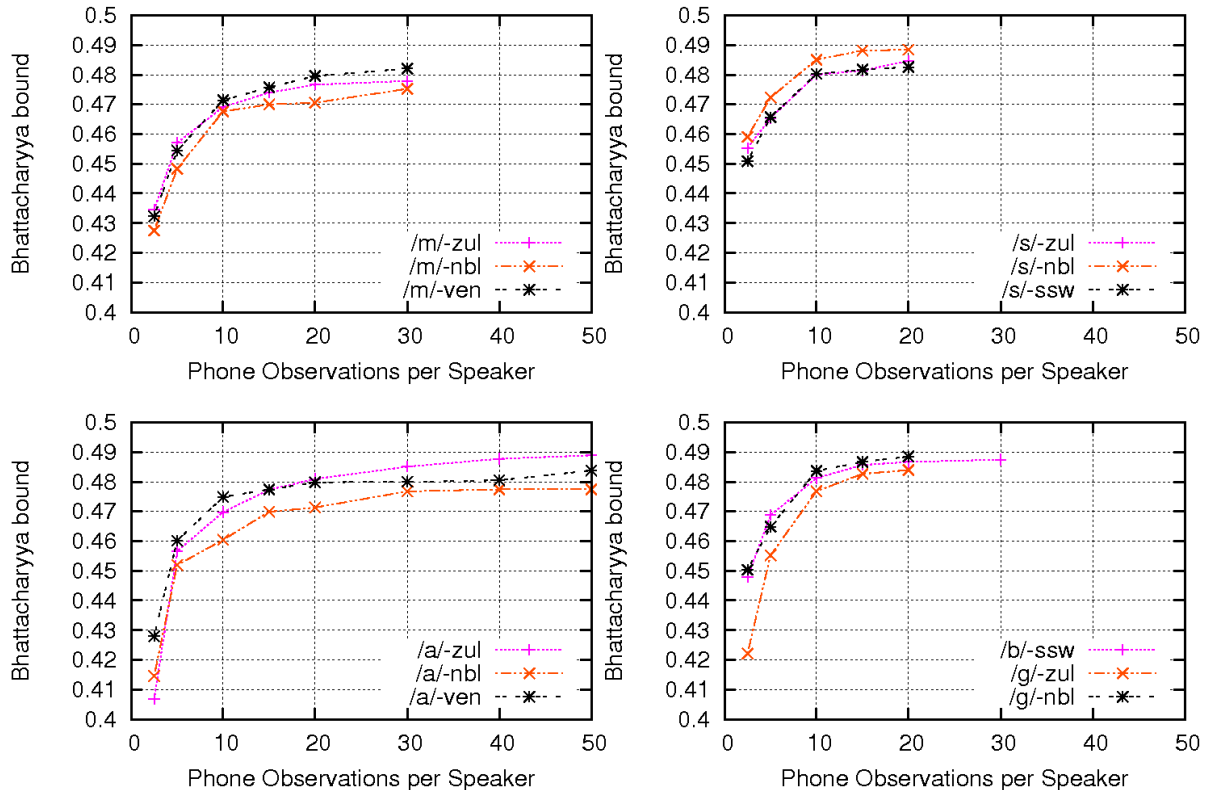 Bhattacharyya bound
0.5
0.49
0.48
0.47
0.46
0.45
0.44
0.43
0.42
0.41
0.4
/m/-zul
/m/-nbl
/m/-ven
0 10 20 30 40 50
Phone Observations per Speaker
Bhattacharyya bound
0.5
0.49
0.48
0.47
0.46
0.45
0.44
0.43
0.42
0.41
0.4
/s/-zul
/s/-nbl
/s/-ssw
0 10 20 30 40 50
Phone Observations per Speaker
Bhattacharyya bound
0.5
0.49
0.48
0.47
0.46
0.45
0.44
0.43
0.42
0.41
0.4
/a/-zul
/a/-nbl
/a/-ven
0 10 20 30 40 50
Phone Observations per Speaker
Bhattacharyya bound
0.5
0.49
0.48
0.47
0.46
0.45
0.44
0.43
0.42
0.41
0.4
/b/-ssw
/g/-zul
/g/-nbl
0 10 20 30 40 50
Phone Observations per Speaker